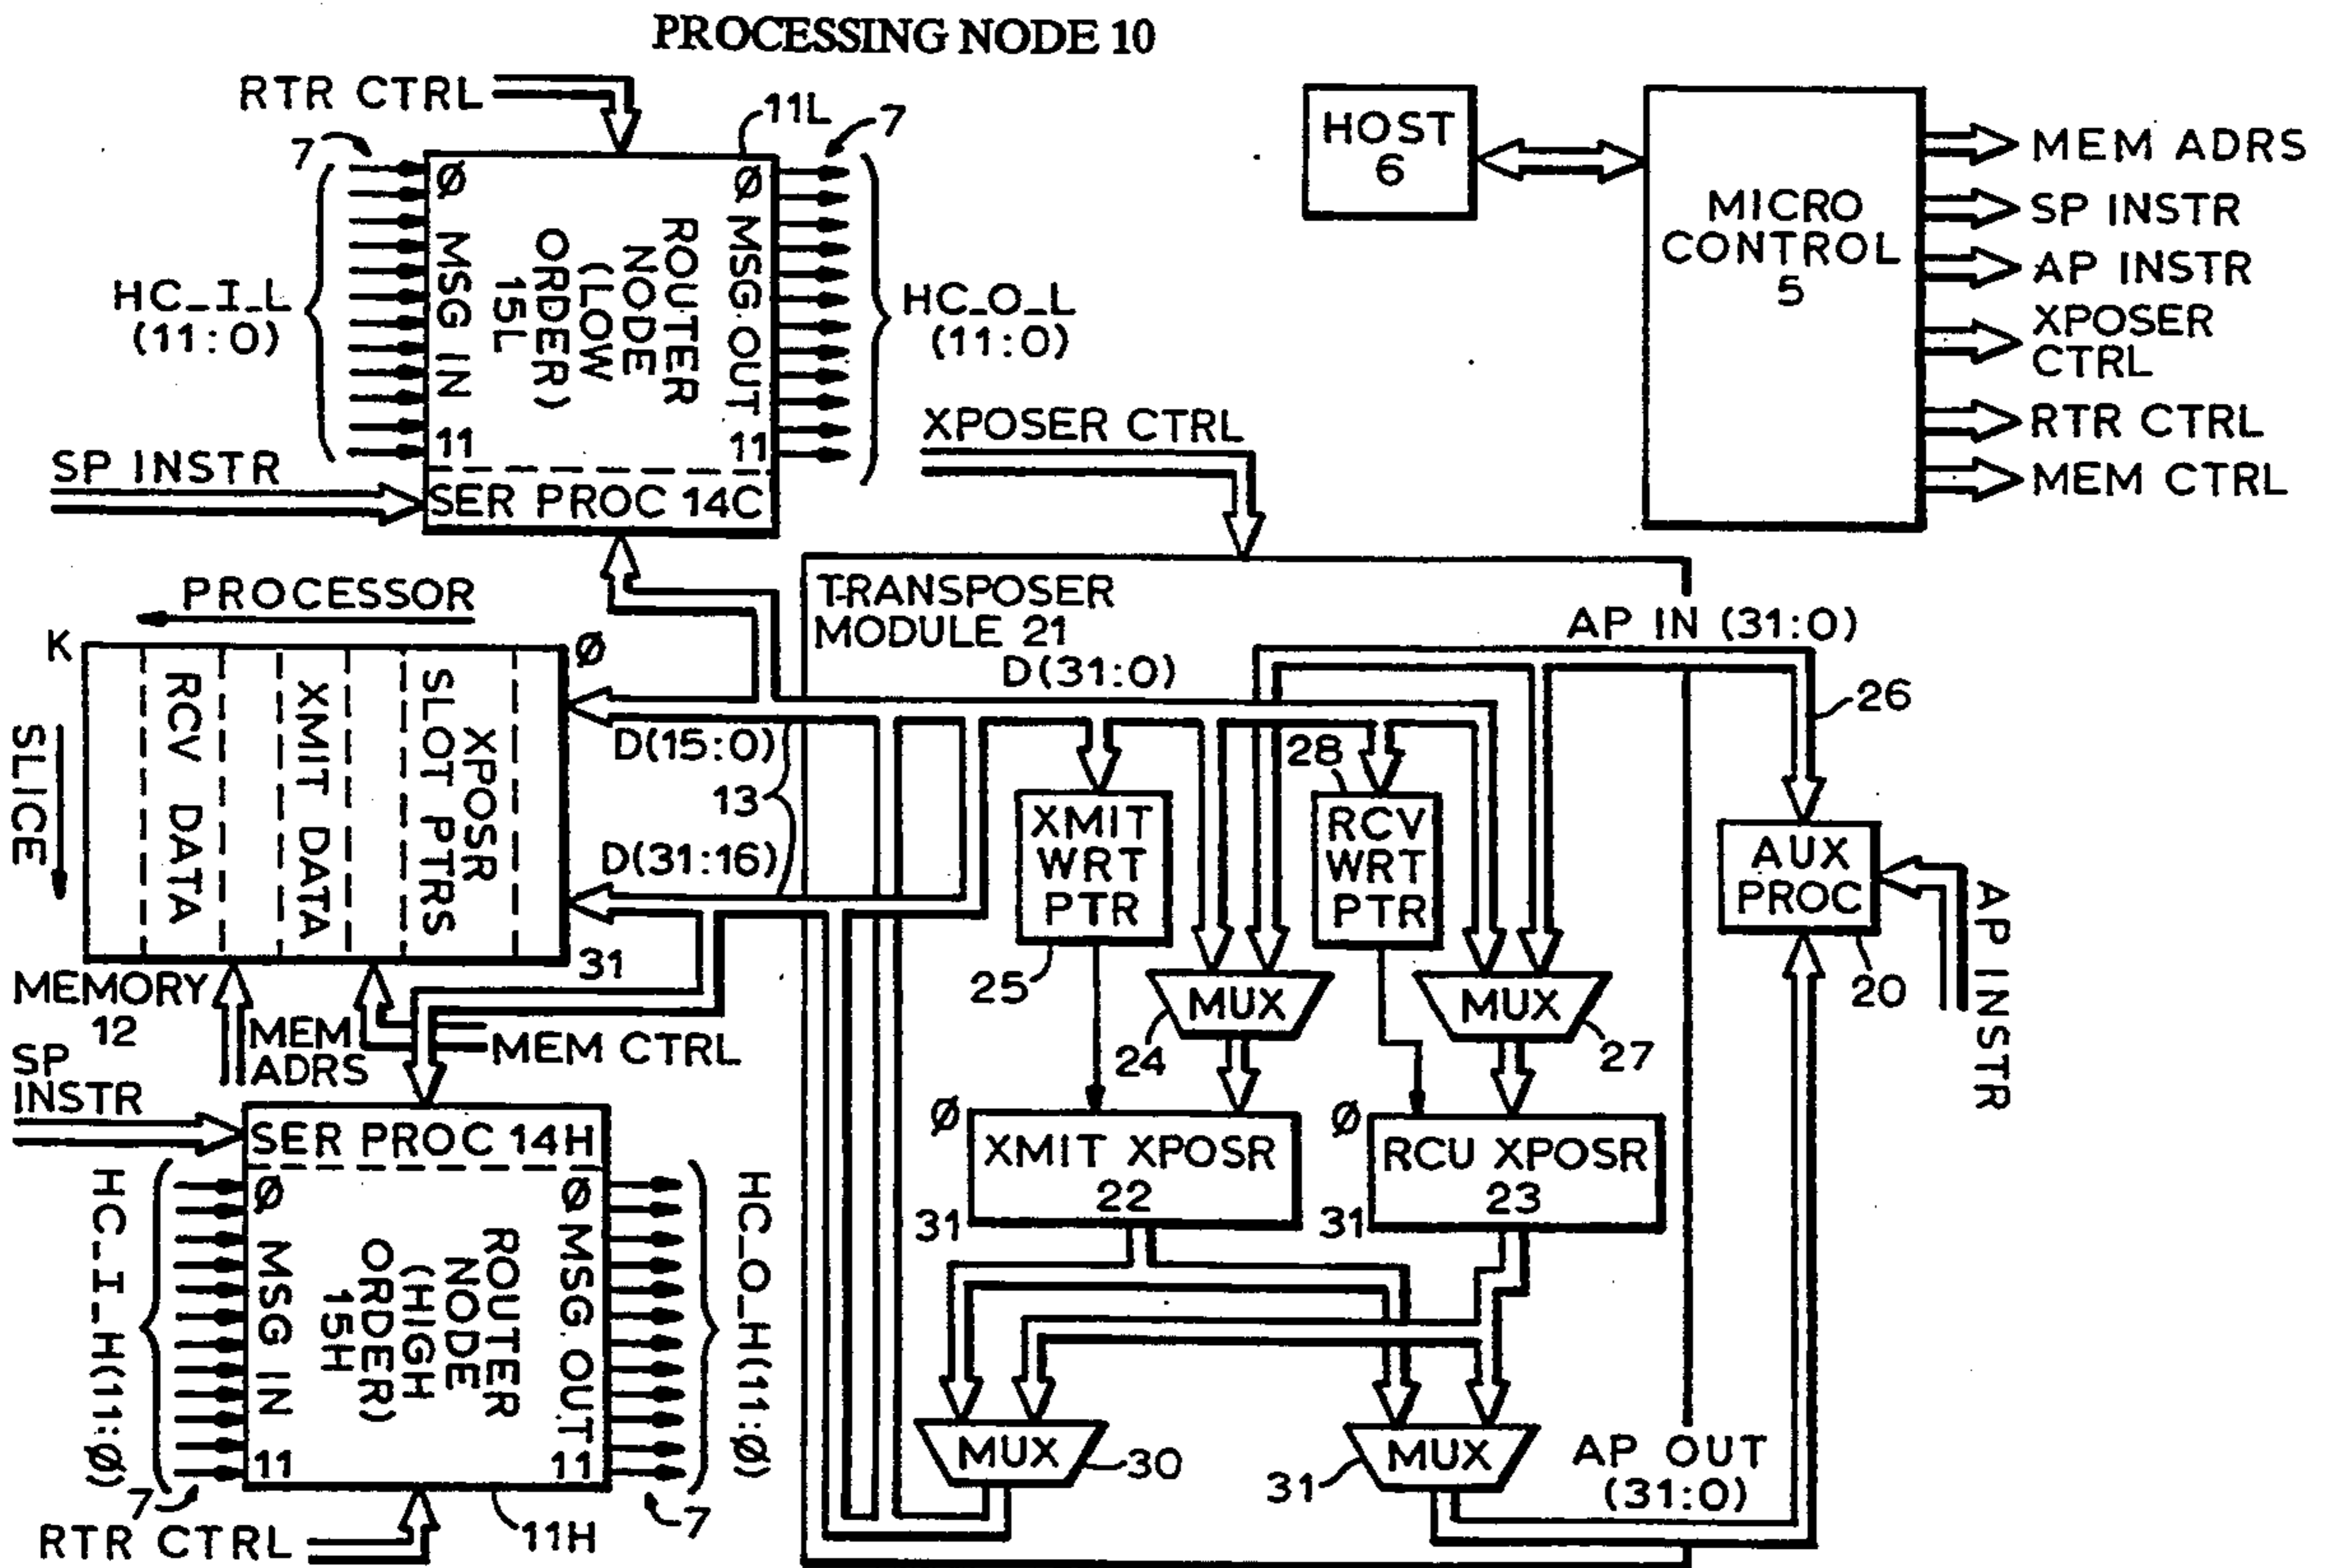 PROCESSING NODE 10
RTR CTRL
11L
7
7
HC_I_L
(11:0)
Ø
MSG IN
11
ROUTER
NODE
(LOW
ORDER)
15L
Ø
MSG OUT
11
HC_O_L
(11:0)
SP INSTR
SER PROC 14C
HOST
6
MICRO
CONTROL
5
MEM ADRS
SP INSTR
AP INSTR
XPOSER
CTRL
RTR CTRL
MEM CTRL
XPOSER CTRL
PROCESSOR
K
Ø
SLICE
RCV DATA
XMIT DATA
XPOSR
SLOT PTRS
31
MEMORY
12
MEM
ADRS
MEM CTRL
D(15:0)
13
D(31:16)
TRANSPOSER
MODULE 21
D(31:0)
AP IN (31:0)
26
XMIT
WRT
PTR
25
28
RCV
WRT
PTR
MUX
24
MUX
27
AUX
PROC
20
AP INSTR
Ø
XMIT XPOSR
22
31
Ø
RCU XPOSR
23
31
MUX
30
MUX
31
AP OUT
(31:0)
SP
INSTR
SER PROC 14H
HC_I_H(11:Ø)
Ø
MSG IN
11
ROUTER
NODE
(HIGH
ORDER)
15H
Ø
MSG OUT
11
HC_O_H(11:Ø)
7
7
RTR CTRL
11H